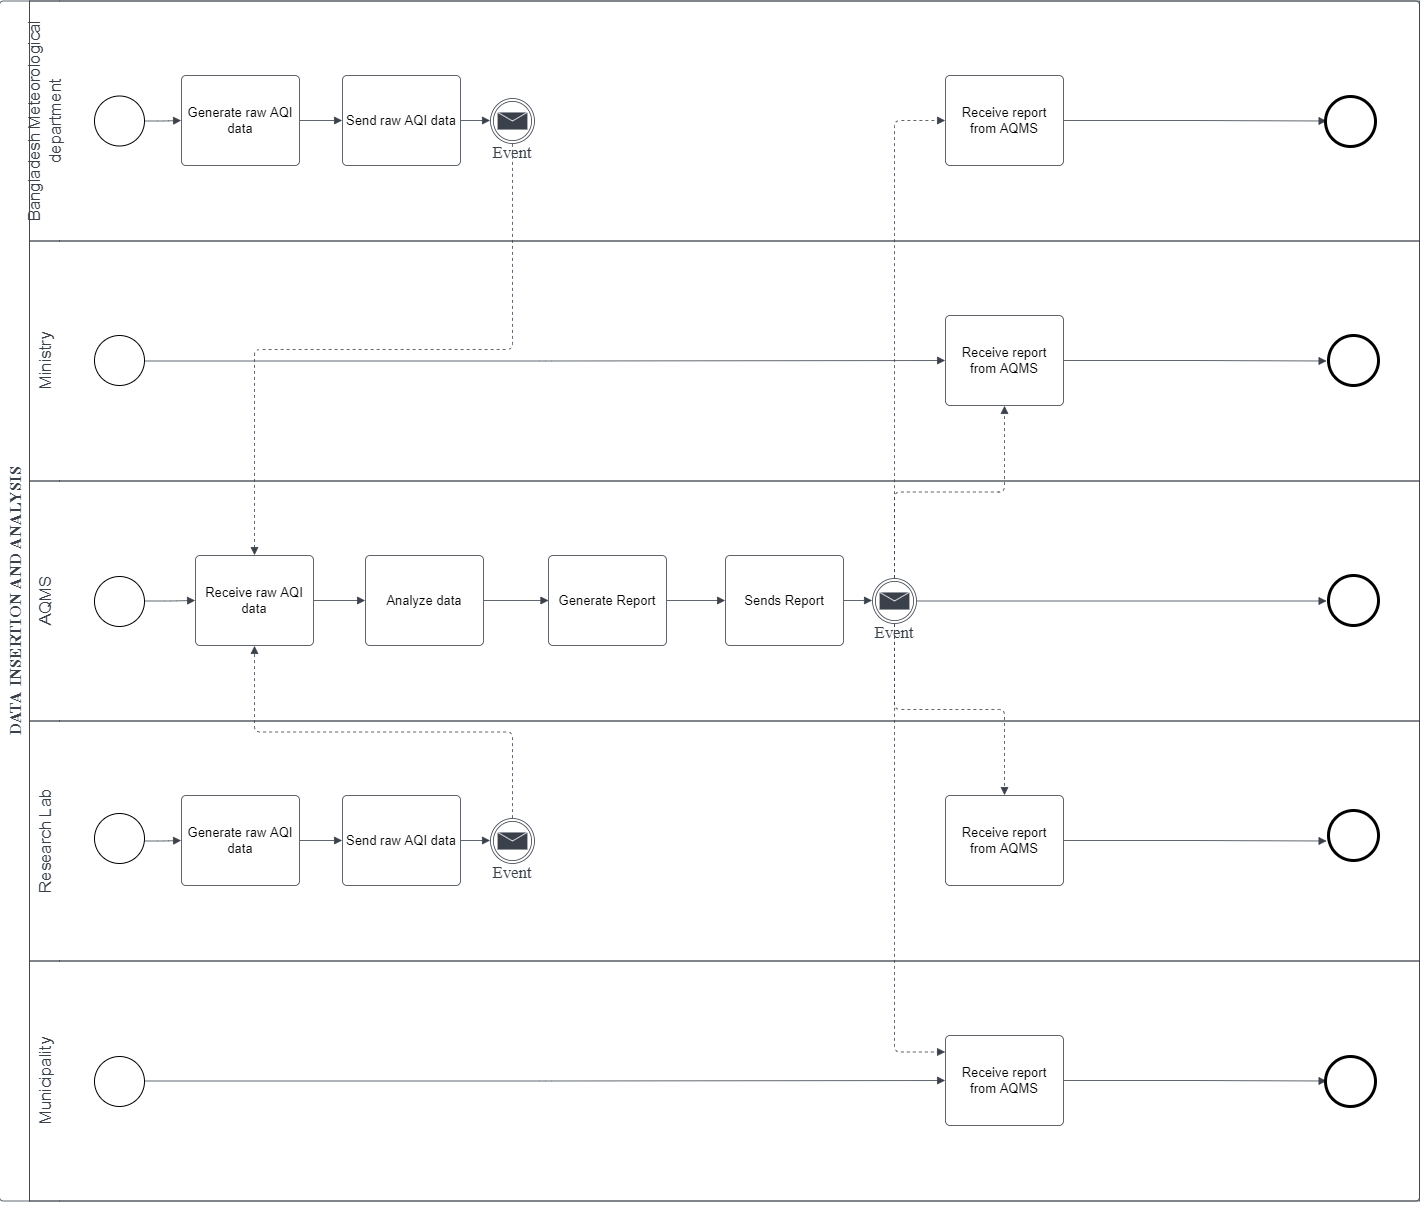 DATA INSERTION AND ANALYSIS
Bangladesh Meteorological
department
Generate raw AQI
data
Send raw AQI data
Event
Receive report
from AQMS
Ministry
Receive report
from AQMS
AQMS
Receive raw AQI
data
Analyze data
Generate Report
Sends Report
Event
Research Lab
Generate raw AQI
data
Send raw AQI data
Event
Receive report
from AQMS
Municipality
Receive report
from AQMS